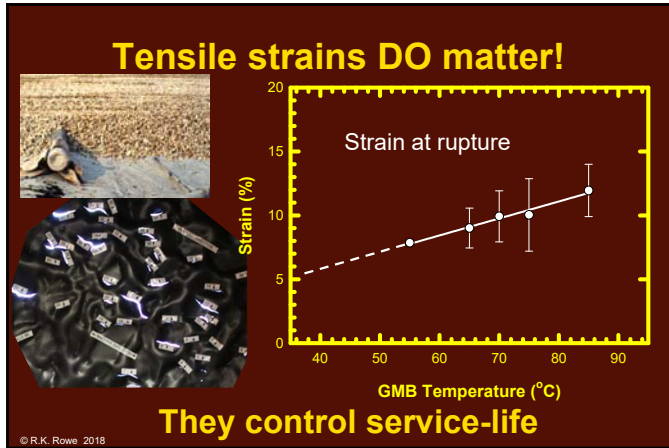 Tensile strains DO matter!
20
Strain at rupture
15
Strain (%)
10
5
0
40 50 60 70 80 90
GMB Temperature (°C)
They control service-life
© R.K. Rowe 2018